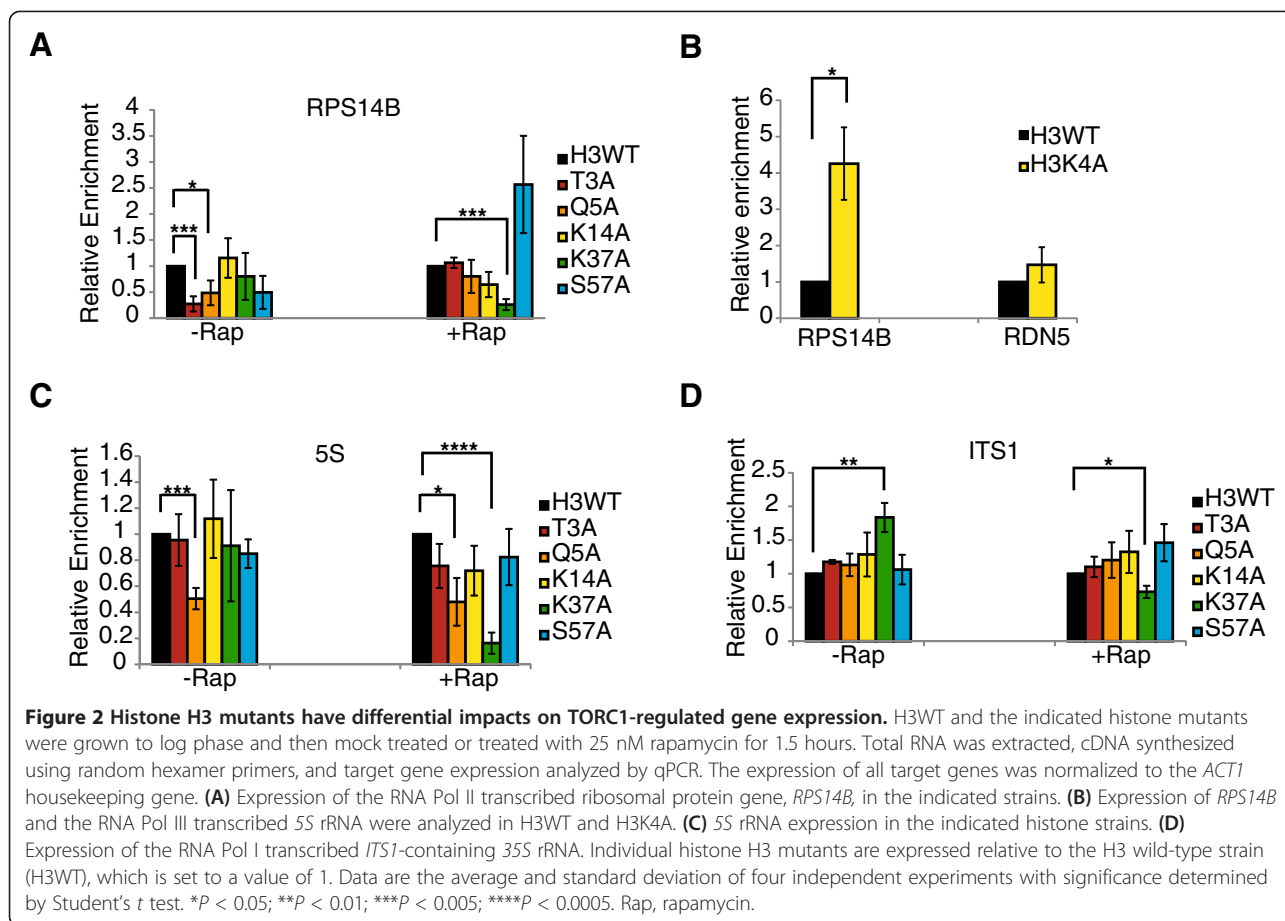 A
RPS14B
Relative Enrichment
4
3.5
3
2.5
2
1.5
1
0.5
0
*
***
***
-Rap
+Rap
H3WT
T3A
Q5A
K14A
K37A
S57A
B
Relative enrichment
6
5
4
3
2
1
0
*
RPS14B
RDN5
H3WT
H3K4A
C
5S
Relative Enrichment
1.6
1.4
1.2
1
0.8
0.6
0.4
0.2
0
***
*
****
-Rap
+Rap
H3WT
T3A
Q5A
K14A
K37A
S57A
D
ITS1
Relative Enrichment
2.5
2
1.5
1
0.5
0
**
*
-Rap
+Rap
H3WT
T3A
Q5A
K14A
K37A
S57A
Figure 2 Histone H3 mutants have differential impacts on TORC1-regulated gene expression. H3WT and the indicated histone mutants
were grown to log phase and then mock treated or treated with 25 nM rapamycin for 1.5 hours. Total RNA was extracted, cDNA synthesized
using random hexamer primers, and target gene expression analyzed by qPCR. The expression of all target genes was normalized to the ACT1
housekeeping gene. (A) Expression of the RNA Pol II transcribed ribosomal protein gene, RPS14B, in the indicated strains. (B) Expression of RPS14B
and the RNA Pol III transcribed 5S rRNA were analyzed in H3WT and H3K4A. (C) 5S rRNA expression in the indicated histone strains. (D)
Expression of the RNA Pol I transcribed ITS1-containing 35S rRNA. Individual histone H3 mutants are expressed relative to the H3 wild-type strain
(H3WT), which is set to a value of 1. Data are the average and standard deviation of four independent experiments with significance determined
by Student's t test. *P < 0.05; **P < 0.01; ***P < 0.005; ****P < 0.0005. Rap, rapamycin.